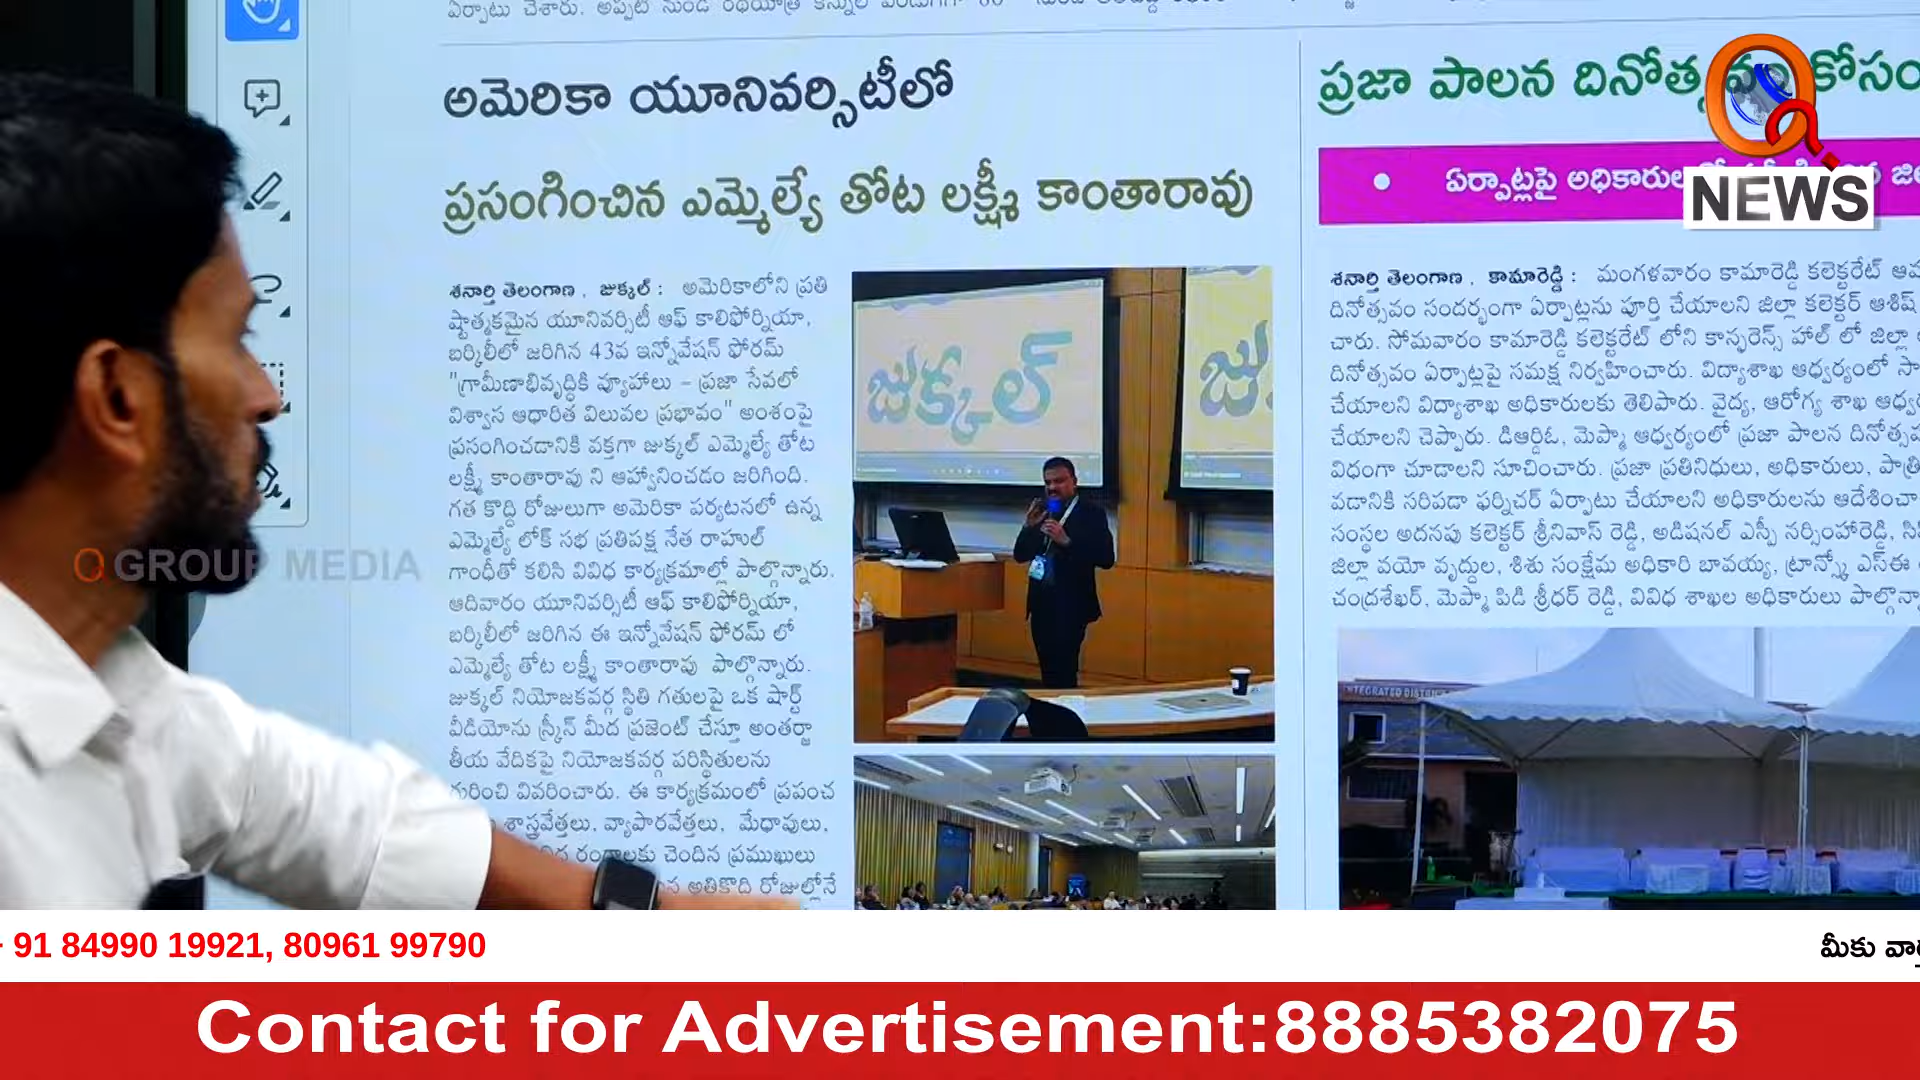 అమెరికా యూనివర్సిటీలో
ప్రసంగించిన ఎమ్మెల్యే తోట లక్ష్మీ కాంతారావు
శనార్తి తెలంగాణ , జుక్కల్ : అమెరికాలోని ప్రతి
ష్టాత్మకమైన యూనివర్సిటీ ఆఫ్ కాలిఫోర్నియా,
బర్కిలీలో జరిగిన 43వ ఇన్నోవేషన్ ఫోరమ్
"గ్రామీణాభివృద్ధికి వ్యూహాలు – ప్రజా సేవలో
విశ్వాస ఆధారిత విలువల ప్రభావం" అంశంపై
ప్రసంగించడానికి వక్తగా జుక్కల్ ఎమ్మెల్యే తోట
లక్ష్మీ కాంతారావు ని ఆహ్వానించడం జరిగింది.
గత కొద్ది రోజులుగా అమెరికా పర్యటనలో ఉన్న
ఎమ్మెల్యే లోక్ సభ ప్రతిపక్ష నేత రాహుల్
గాంధీతో కలిసి వివిధ కార్యక్రమాల్లో పాల్గొన్నారు.
ఆదివారం యూనివర్సిటీ ఆఫ్ కాలిఫోర్నియా,
బర్కిలీలో జరిగిన ఈ ఇన్నోవేషన్ ఫోరమ్ లో
ఎమ్మెల్యే తోట లక్ష్మీ కాంతారావు పాల్గొన్నారు.
జుక్కల్ నియోజకవర్గ స్థితి గతులపై ఒక షార్ట్
వీడియోను స్క్రీన్ మీద ప్రజెంట్ చేస్తూ అంతర్జా
తీయ వేదికపై నియోజకవర్గ పరిస్థితులను
గురించి వివరించారు. ఈ కార్యక్రమంలో ప్రపంచ
శాస్త్రవేత్తలు, వ్యాపారవేత్తలు, మేధావులు,
రంగాలకు చెందిన ప్రముఖులు
అతికొది రోజుల్లోనే
జుక్కల్
ప్రజా పాలన
ఏర్పాట్లపై
శనార్తి తెలంగాణ , కామారెడ్డి : మంగళవారం కామారెడ్డి కలెక్టరేట్
దినోత్సవం సందర్భంగా ఏర్పాట్లను పూర్తి చేయాలని జిల్లా కలెక్టర్ ఆశిష్
చారు. సోమవారం కామారెడ్డి కలెక్టరేట్ లోని కాన్ఫరెన్స్ హాల్ లో జిల్లా
దినోత్సవం ఏర్పాట్లపై సమక్ష నిర్వహించారు. విద్యాశాఖ ఆధ్వర్యంలో
చేయాలని విద్యాశాఖ అధికారులకు తెలిపారు. వైద్య, ఆరోగ్య శాఖ
చేయాలని చెప్పారు. డిఆర్డిఓ, మెప్మా ఆధ్వర్యంలో ప్రజా పాలన
విధంగా చూడాలని సూచించారు. ప్రజా ప్రతినిధులు, అధికారులు,
వడానికి సరిపడా ఫర్నిచర్ ఏర్పాటు చేయాలని అధికారులను
సంస్థల అదనపు కలెక్టర్ శ్రీనివాస్ రెడ్డి, అడిషనల్ ఎస్పీ నర్సింహారెడ్డి,
జిల్లా వయో వృద్దుల, శిశు సంక్షేమ అధికారి బావయ్య, ట్రాన్స్కో ఎస్ఈ
చంద్రశేఖర్, మెప్మా పిడి శ్రీధర్ రెడ్డి, వివిధ శాఖల అధికారులు
NEWS
GROUP MEDIA
91 84990 19921, 80961 99790
మీకు
Contact for Advertisement:8885382075